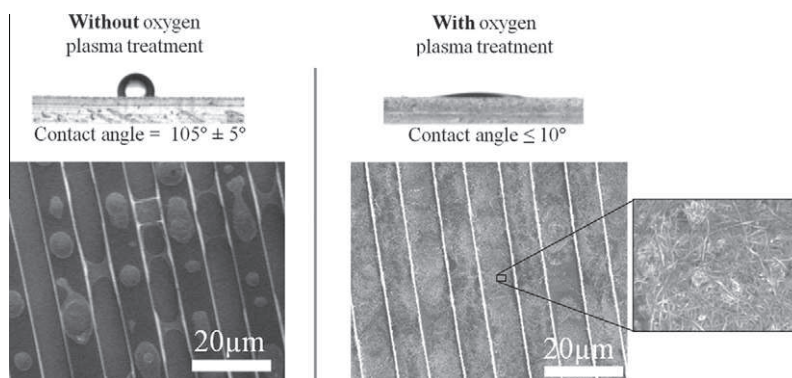 Without oxygen
plasma treatment
Contact angle = 105° ± 5°
20µm
With oxygen
plasma treatment
Contact angle ≤ 10°
20µm